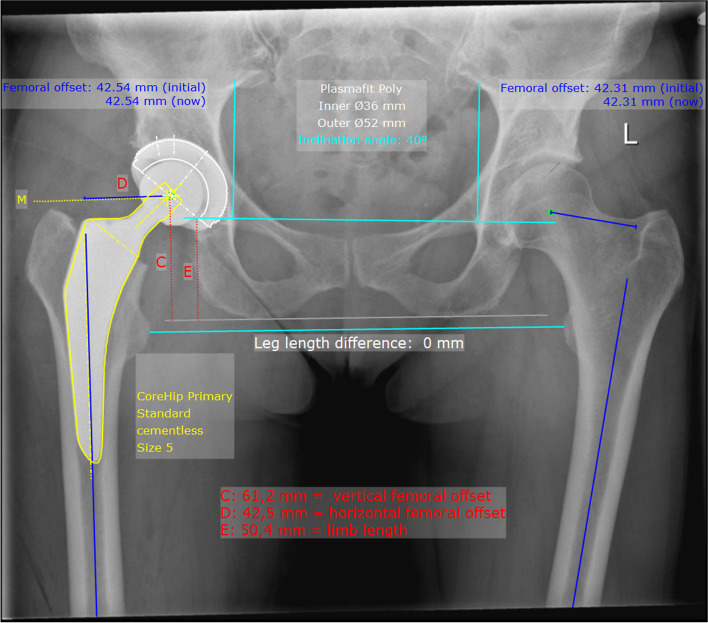 Femoral offset: 42.54 mm (initial)
42.54 mm (now)
Plasmafit Poly
Inner Ø36 mm
Outer Ø52 mm
Inclination angle: 40°
Femoral offset: 42.31 mm (initial)
42.31 mm (now)
L
D
M
C
E
Leg length difference: 0 mm
CoreHip Primary
Standard
cementless
Size 5
C: 61,2 mm = vertical femoral offset
D: 42,5 mm = horizontal femoral offset
E: 50,4 mm = limb length